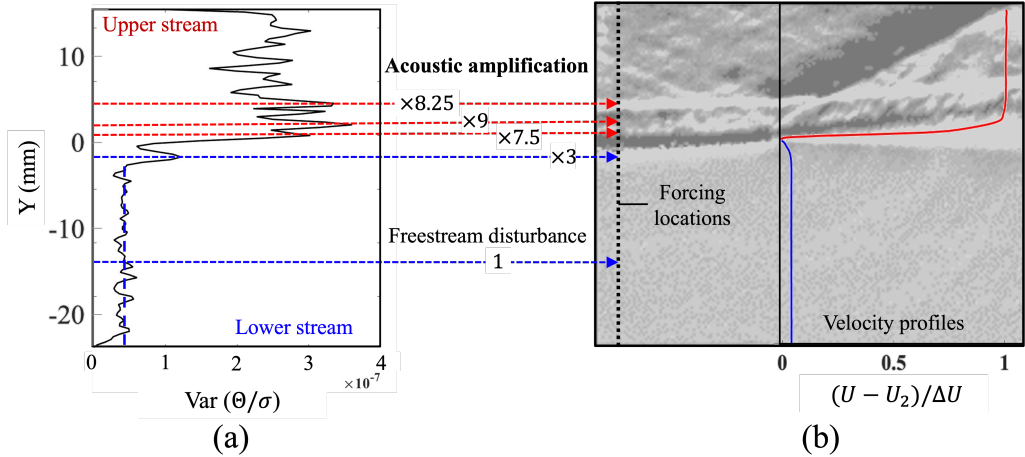 Upper stream
10
0
-10
-20
Y (mm)
Lower stream
0
1
2
3
4
×10⁻⁷
Var (Θ/σ)
(a)
Acoustic amplification
×8.25
×9
×7.5
×3
Freestream disturbance
1
Forcing
locations
Velocity profiles
0
0.5
1
(U − U₂)/ΔU
(b)